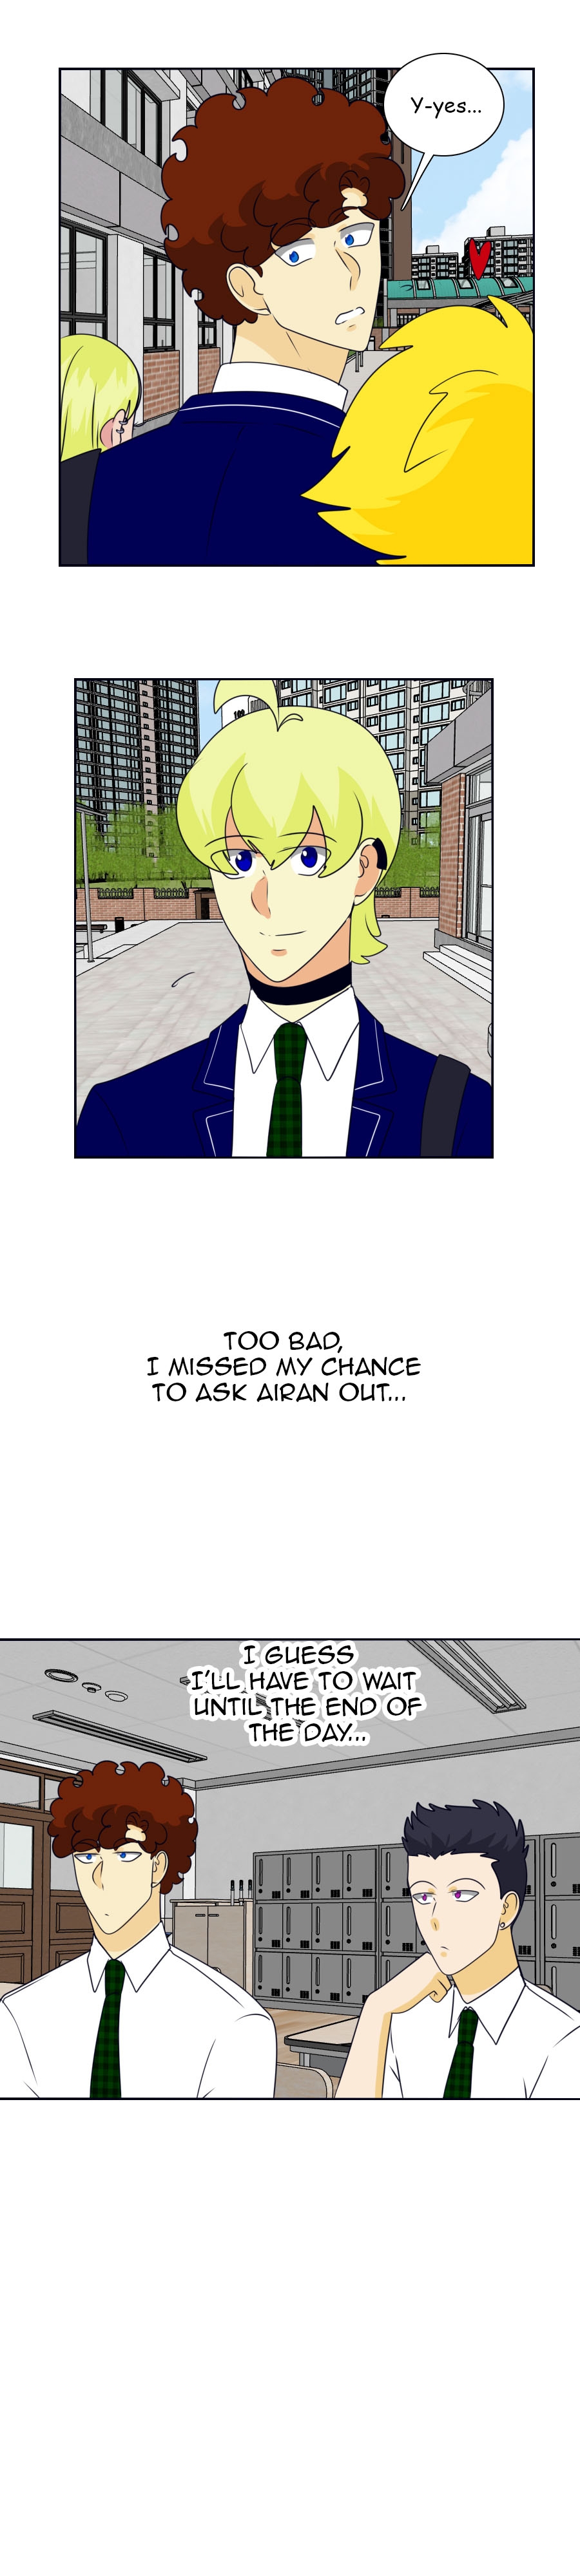 Y-yes...
100
TOO BAD,
I MISSED MY CHANCE
TO ASK AIRAN OUT...
I GUESS
I'LL HAVE TO WAIT
UNTIL THE END OF
THE DAY...